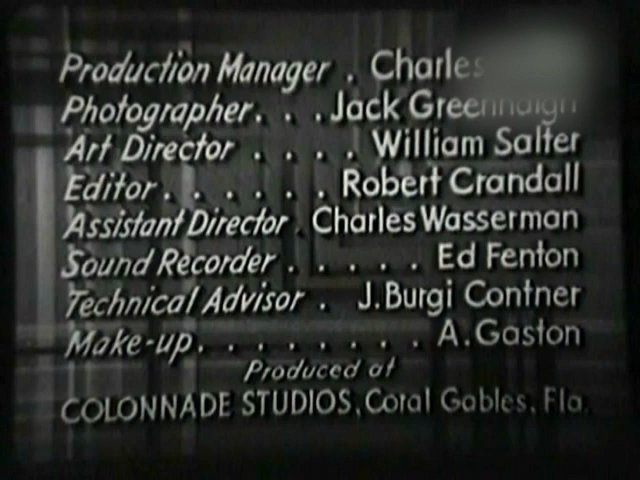 Production Manager . Charles
Photographer. . . Jack Greenhalgh
Art Director . . . . William Salter
Editor. . . . . . Robert Crandall
Assistant Director . Charles Wasserman
Sound Recorder . . . . . Ed Fenton
Technical Advisor . J. Burgi Contner
Make-up. . . . . . . . A. Gaston
Produced at
COLONNADE STUDIOS, Coral Gables, Fla.